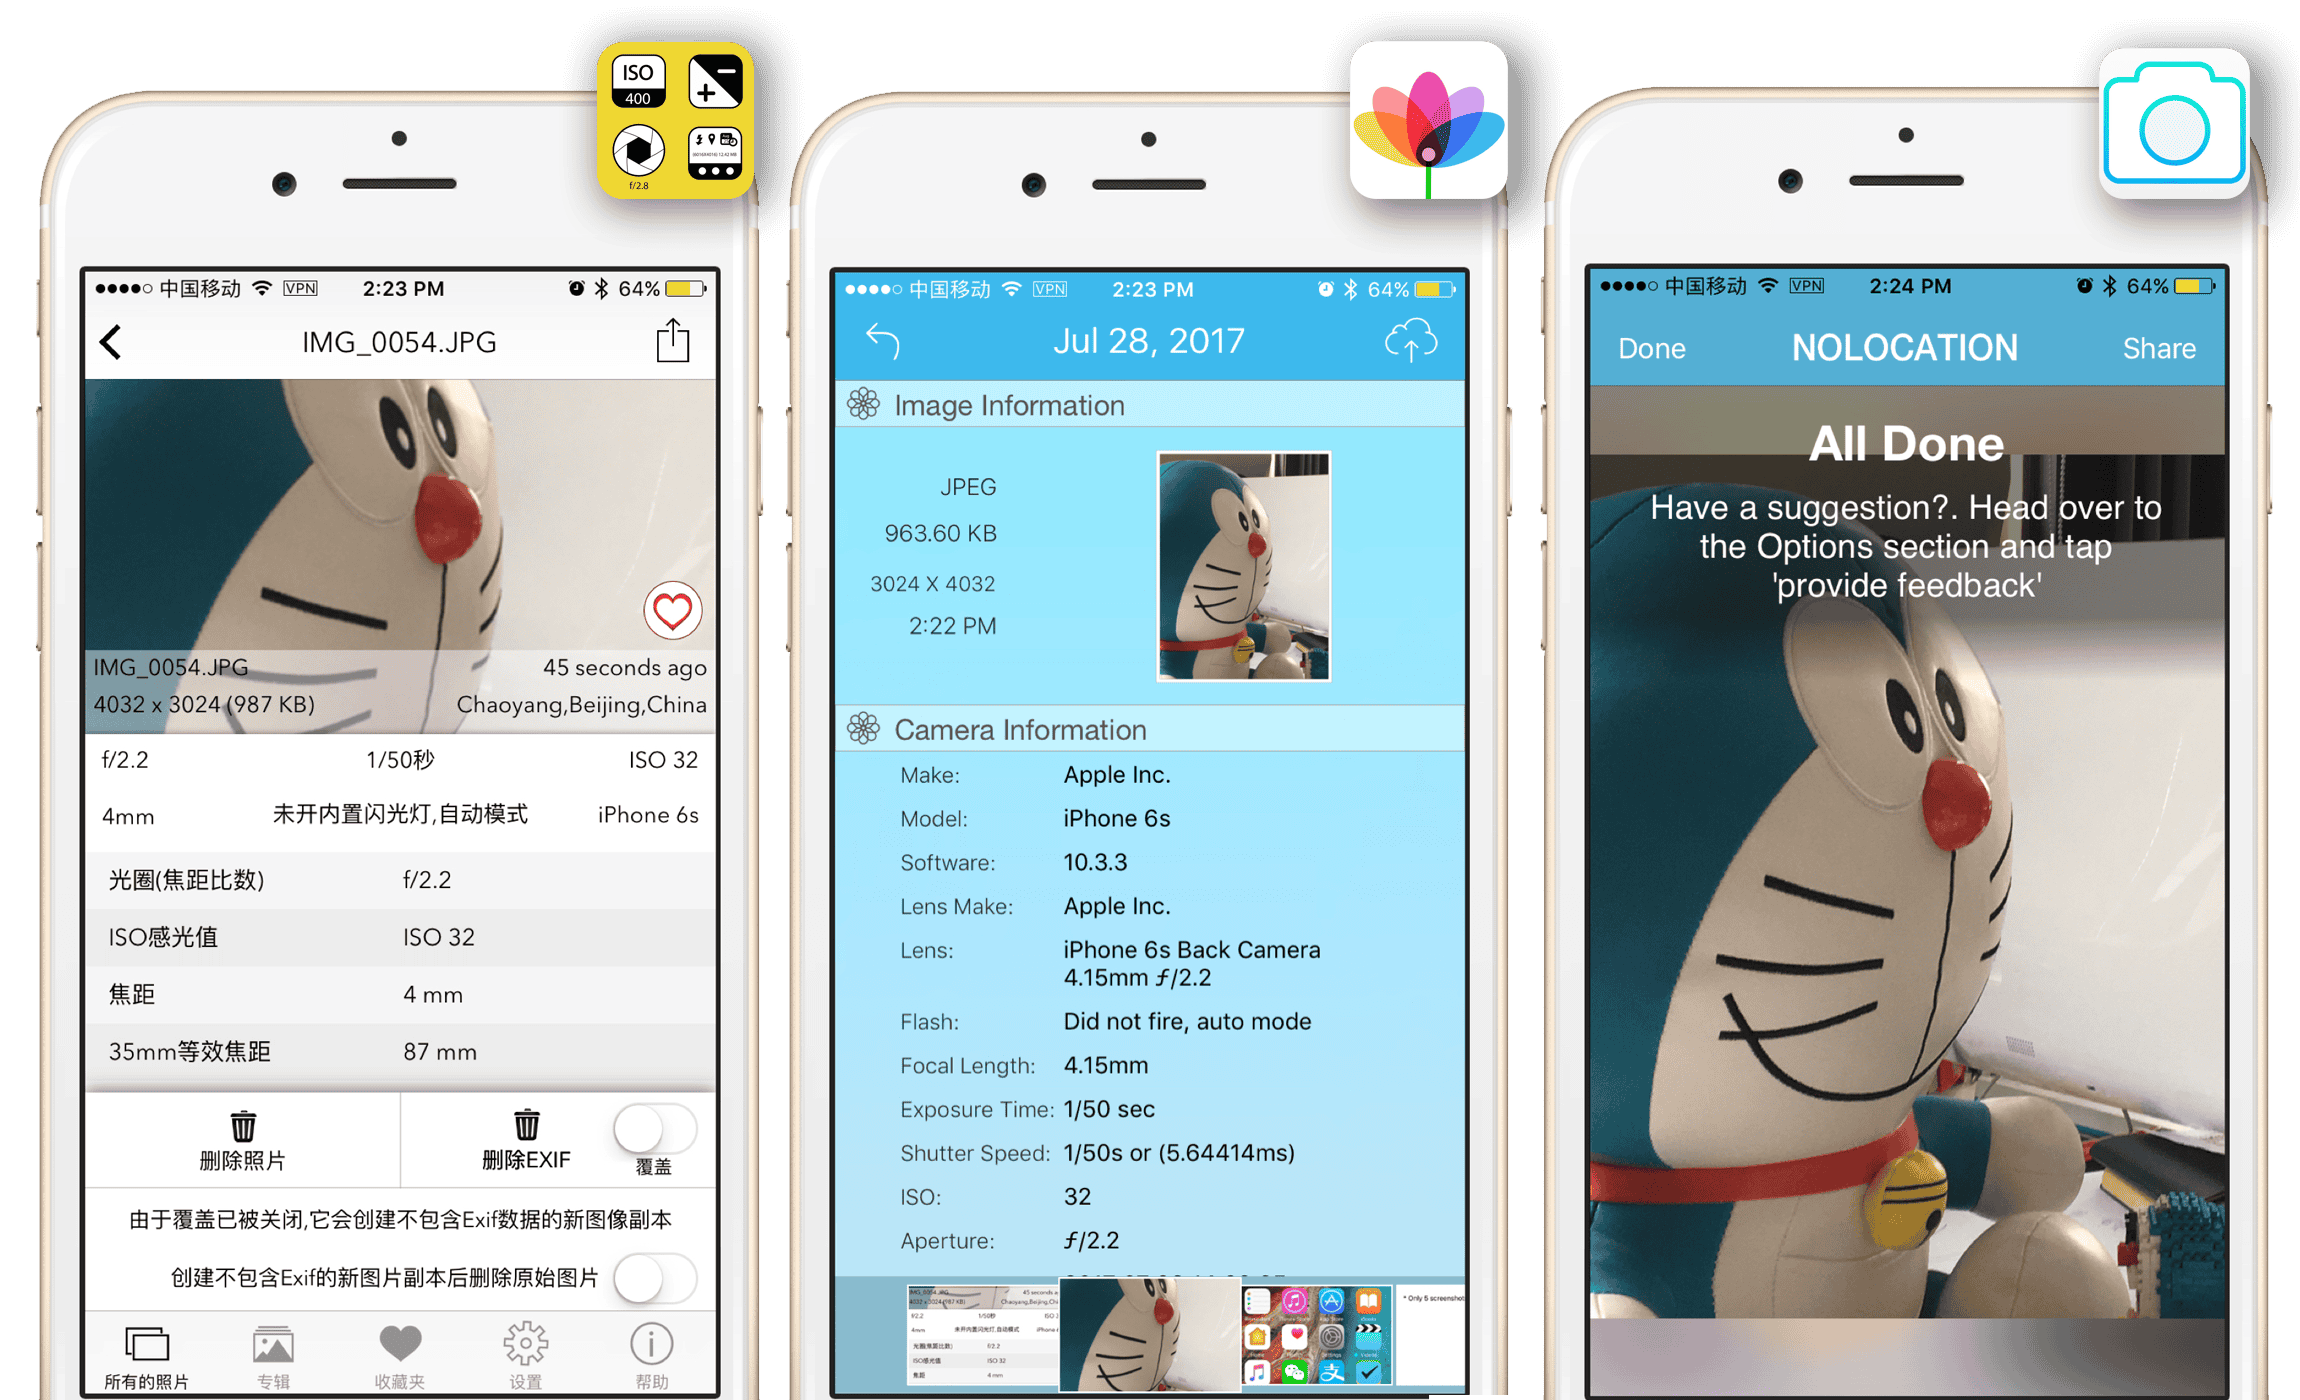 ISO
400
f/2.8
中国移动 VPN 2:23 PM 64%
IMG_0054.JPG
IMG_0054.JPG 45 seconds ago
4032 x 3024 (987 KB) Chaoyang,Beijing,China
f/2.2 1/50秒 ISO 32
4mm 未开内置闪光灯,自动模式 iPhone 6s
光圈(焦距比数) f/2.2
ISO感光值 ISO 32
焦距 4 mm
35mm等效焦距 87 mm
删除照片 删除EXIF 覆盖
由于覆盖已被关闭,它会创建不包含Exif数据的新图像副本
创建不包含Exif的新图片副本后删除原始图片
所有的照片 专辑 收藏夹 设置 帮助
中国移动 VPN 2:23 PM 64%
Jul 28, 2017
Image Information
JPEG
963.60 KB
3024 X 4032
2:22 PM
Camera Information
Make: Apple Inc.
Model: iPhone 6s
Software: 10.3.3
Lens Make: Apple Inc.
Lens: iPhone 6s Back Camera
4.15mm ƒ/2.2
Flash: Did not fire, auto mode
Focal Length: 4.15mm
Exposure Time: 1/50 sec
Shutter Speed: 1/50s or (5.64414ms)
ISO: 32
Aperture: ƒ/2.2
* Only 5 screenshots
中国移动 VPN 2:24 PM 64%
Done NOLOCATION Share
All Done
Have a suggestion?. Head over to
the Options section and tap
'provide feedback'